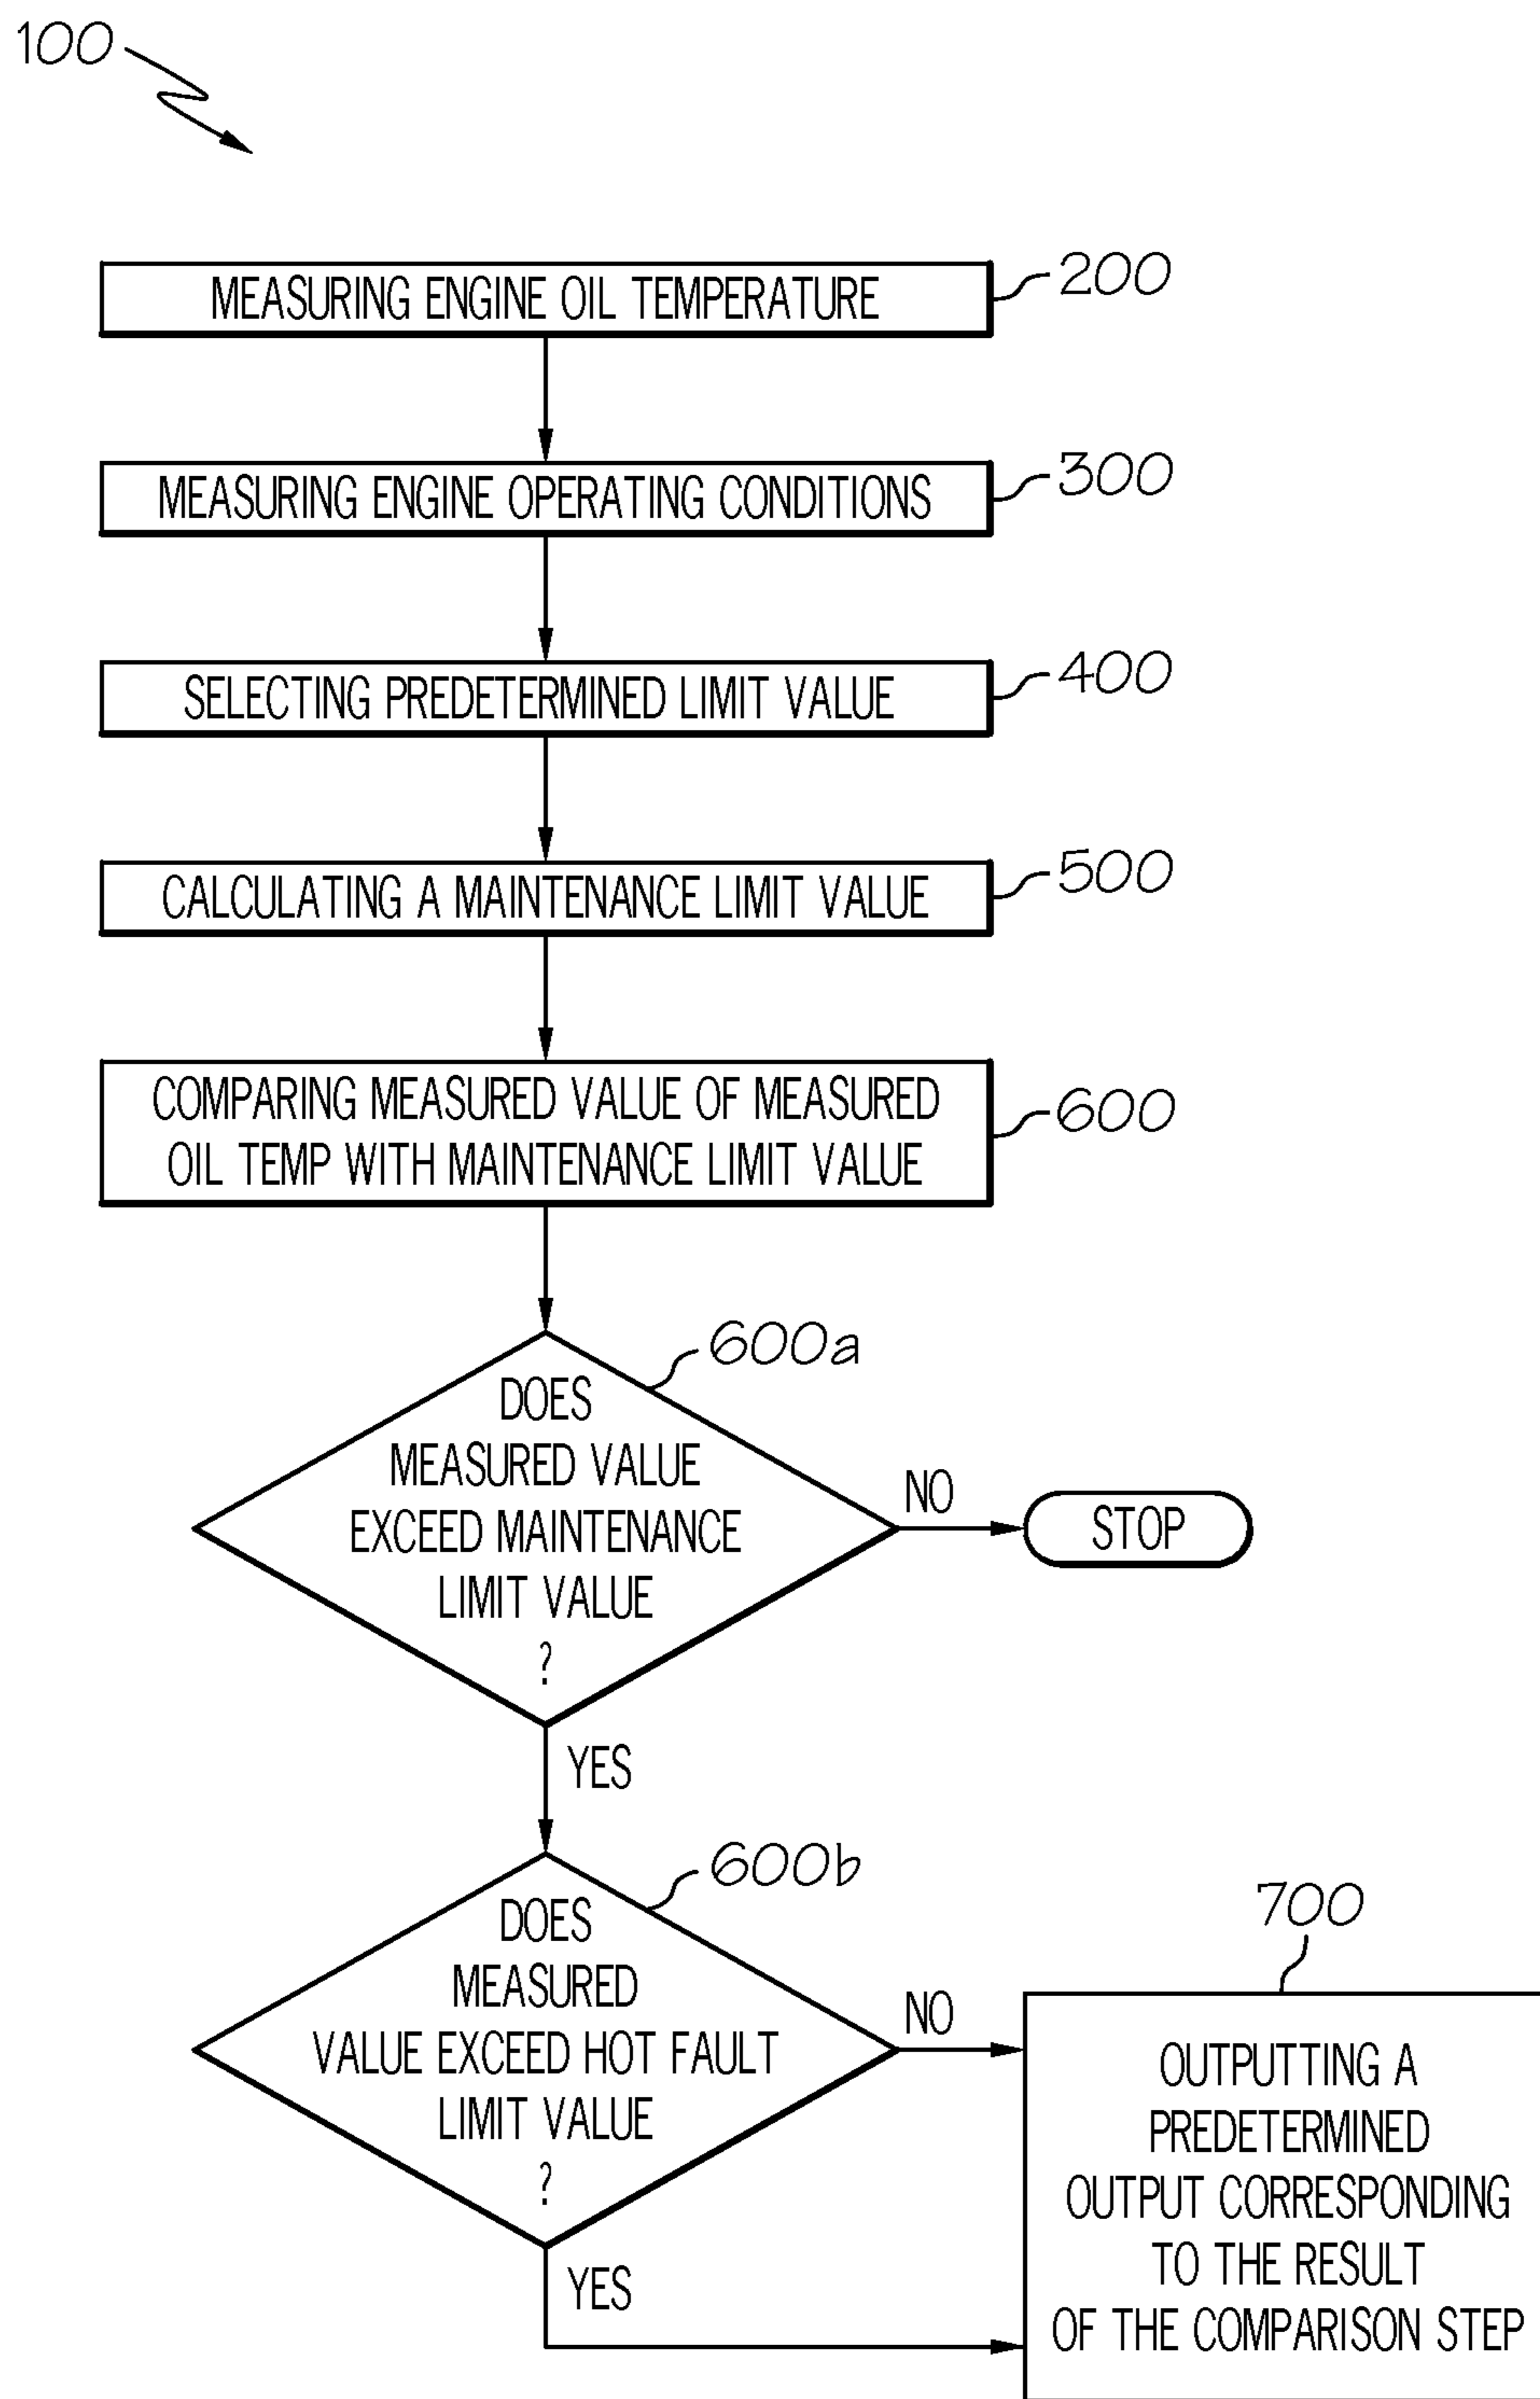 100
MEASURING ENGINE OIL TEMPERATURE
200
MEASURING ENGINE OPERATING CONDITIONS
300
SELECTING PREDETERMINED LIMIT VALUE
400
CALCULATING A MAINTENANCE LIMIT VALUE
500
COMPARING MEASURED VALUE OF MEASURED
OIL TEMP WITH MAINTENANCE LIMIT VALUE
600
600a
DOES
MEASURED VALUE
EXCEED MAINTENANCE
LIMIT VALUE
?
NO
STOP
YES
600b
DOES
MEASURED
VALUE EXCEED HOT FAULT
LIMIT VALUE
?
NO
YES
700
OUTPUTTING A
PREDETERMINED
OUTPUT CORRESPONDING
TO THE RESULT
OF THE COMPARISON STEP